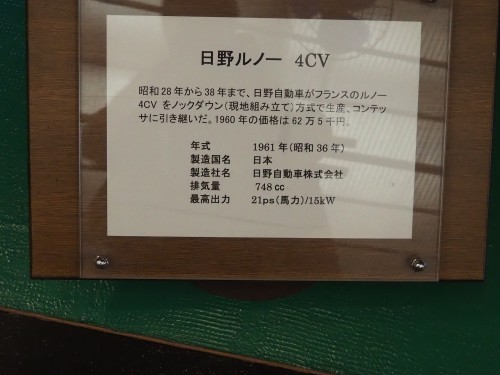 日野ルノー 4CV
昭和28年から38年まで、日野自動車がフランスのルノー
4CV をノックダウン(現地組み立て)方式で生産、コンテッ
サに引き継いだ。1960年の価格は62万5千円。
年式 1961年(昭和36年)
製造国名 日本
製造社名 日野自動車株式会社
排気量 748cc
最高出力 21ps(馬力)/15kW